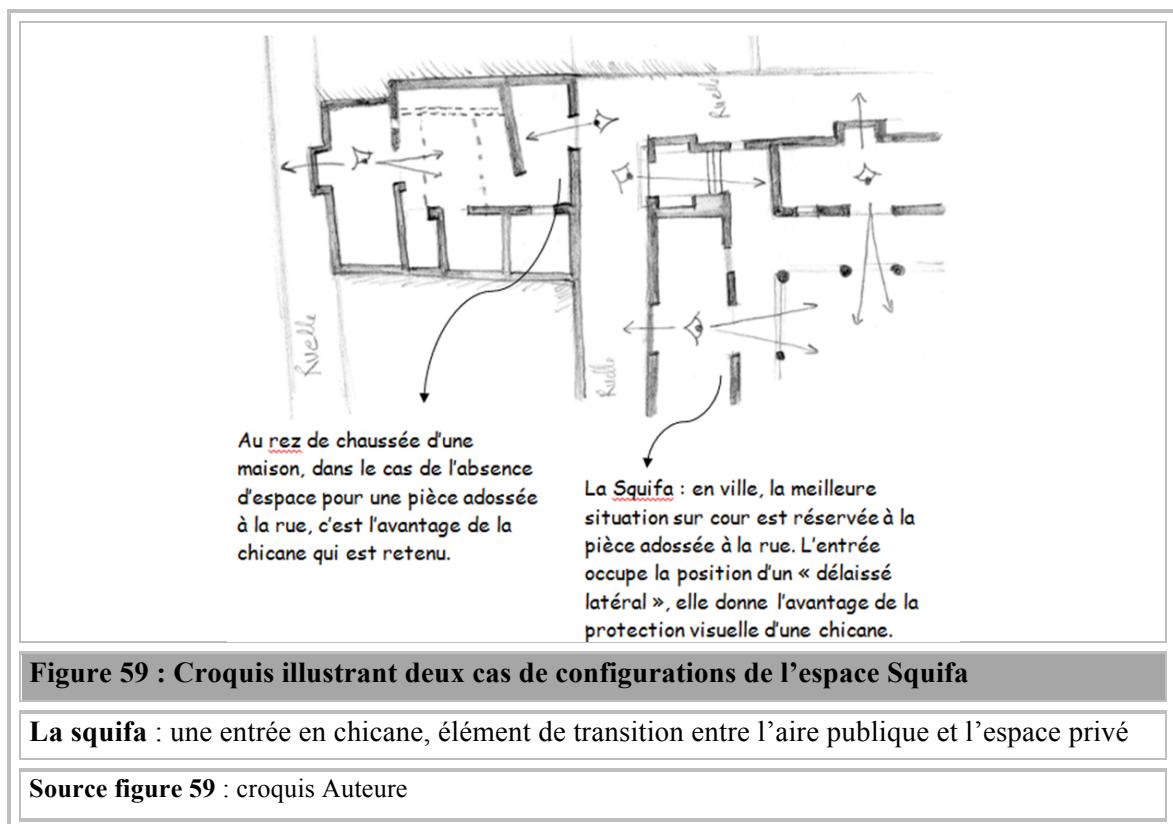 Ruelle
Ruelle
Ruelle
Au rez de chaussée d'une
maison, dans le cas de l'absence
d'espace pour une pièce adossée
à la rue, c'est l'avantage de la
chicane qui est retenu.
La Squifa : en ville, la meilleure
situation sur cour est réservée à la
pièce adossée à la rue. L'entrée
occupe la position d'un « délaissé
latéral », elle donne l'avantage de la
protection visuelle d'une chicane.
Figure 59 : Croquis illustrant deux cas de configurations de l'espace Squifa
La squifa : une entrée en chicane, élément de transition entre l'aire publique et l'espace privé
Source figure 59 : croquis Auteure